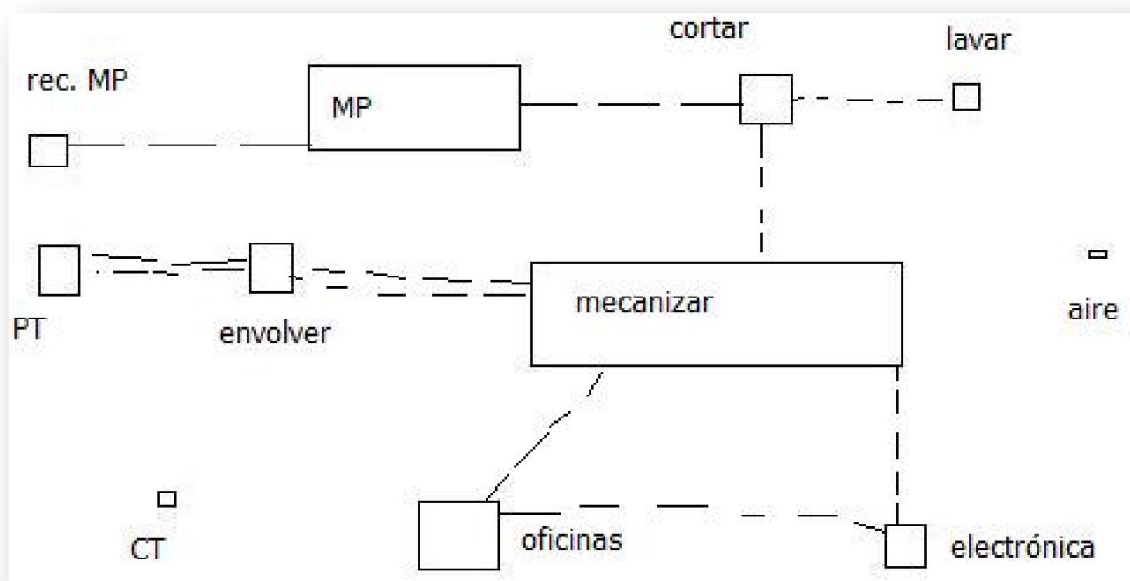 cortar
lavar
rec. MP
MP
mecanizar
aire
PT
envolver
CT
oficinas
electrónica